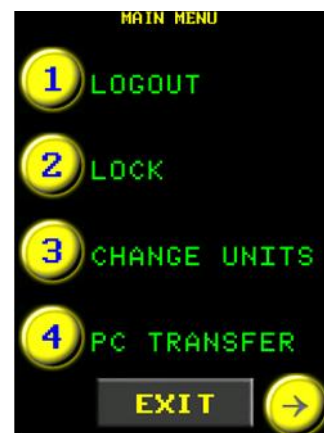 MAIN MENU
1 LOGOUT
2 LOCK
3 CHANGE UNITS
4 PC TRANSFER
EXIT →